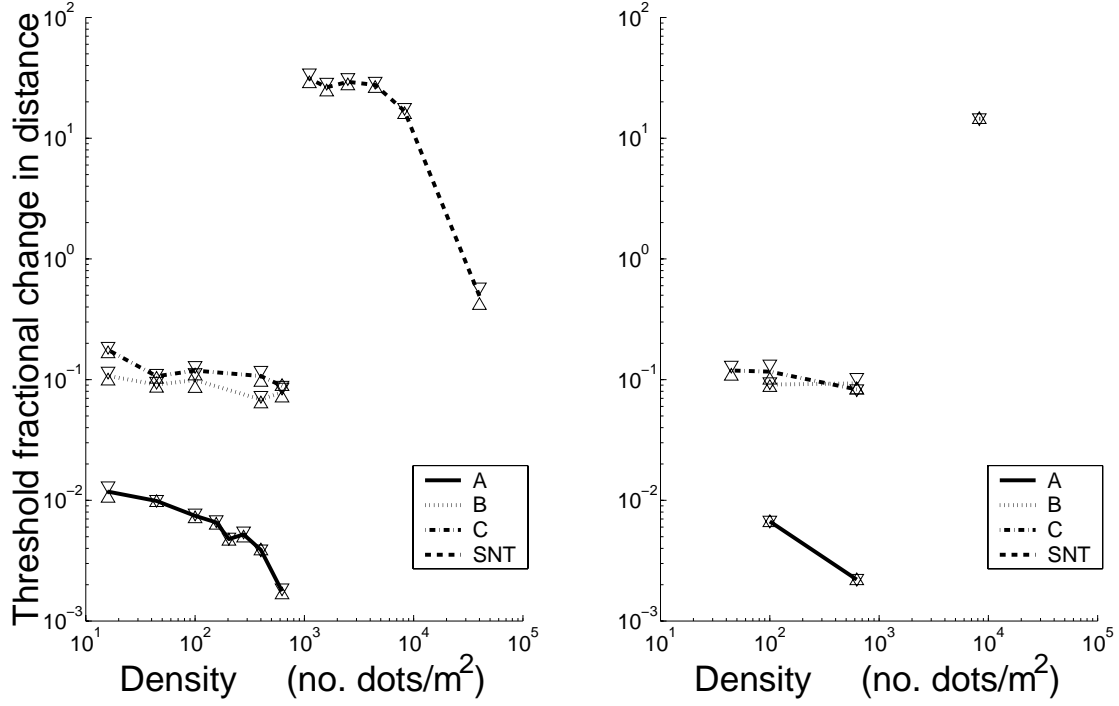 Threshold fractional change in distance
10^2
10^1
10^0
10^-1
10^-2
10^-3
10^1 10^2 10^3 10^4 10^5
Density (no. dots/m^2)
A
B
C
SNT
10^2
10^1
10^0
10^-1
10^-2
10^-3
10^1 10^2 10^3 10^4 10^5
Density (no. dots/m^2)
A
B
C
SNT